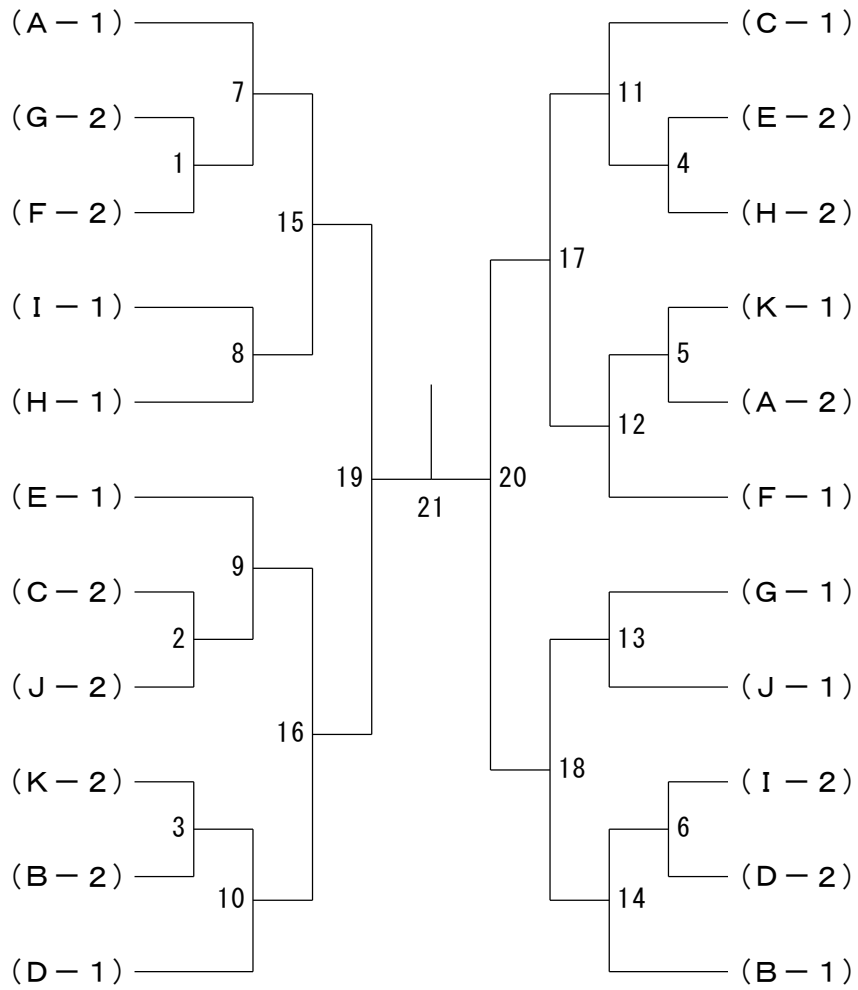 (A－1)
(C－1)
7
11
(G－2)
(E－2)
1
4
(F－2)
(H－2)
15
17
(I－1)
(K－1)
8
5
(H－1)
(A－2)
12
19
20
(E－1)
(F－1)
21
9
(C－2)
(G－1)
2
13
(J－2)
(J－1)
16
18
(K－2)
(I－2)
3
6
(B－2)
(D－2)
10
14
(D－1)
(B－1)